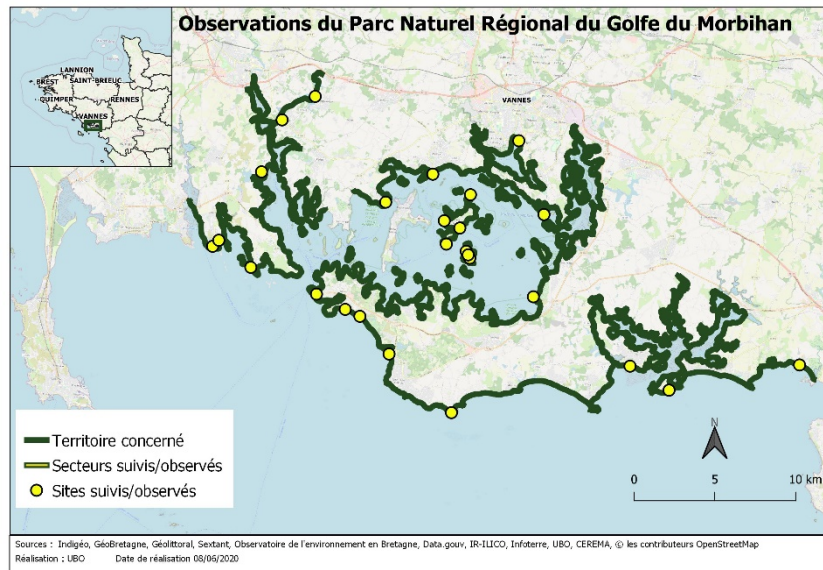 Observations du Parc Naturel Régional du Golfe du Morbihan
LANNION
SAINT-BRIEUC
BREST
QUIMPER
RENNES
VANNES
VANNES
Territoire concerné
Secteurs suivis/observés
Sites suivis/observés
N
0 5 10 km
Sources : Indigéo, GéoBretagne, Géolittoral, Sextant, Observatoire de l'environnement en Bretagne, Data.gouv, IR-ILICO, Infoterre, UBO, CEREMA, © les contributeurs OpenStreetMap
Réalisation : UBO Date de réalisation 08/06/2020